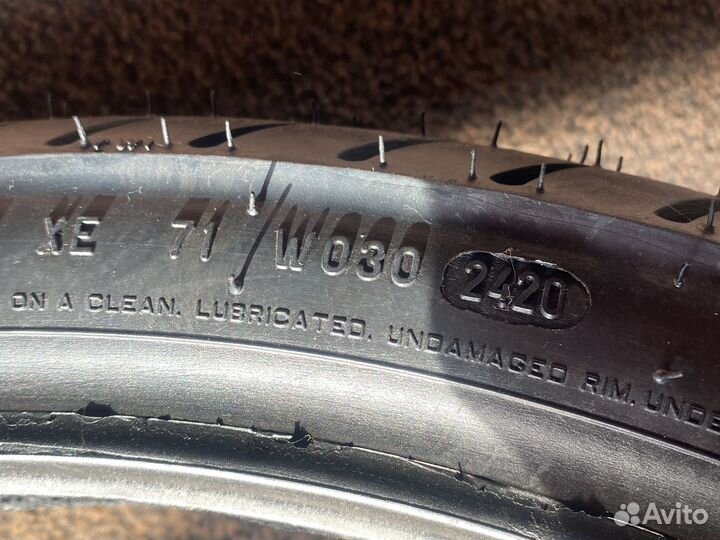 XE 71 W030 2420
ON A CLEAN. LUBRICATED. UNDAMAGED RIM. UNDE
Avito